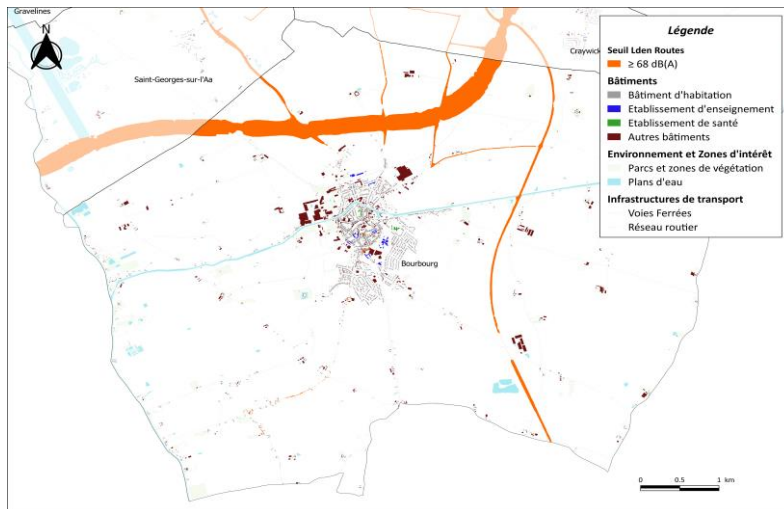 Gravelines
N
Saint-Georges-sur-l'Aa
Craywick
Bourbourg
Légende
Seuil Lden Routes
≥ 68 dB(A)
Bâtiments
Bâtiment d'habitation
Etablissement d'enseignement
Etablissement de santé
Autres bâtiments
Environnement et Zones d'intérêt
Parcs et zones de végétation
Plans d'eau
Infrastructures de transport
Voies Ferrées
Réseau routier
0 0.5 1 km